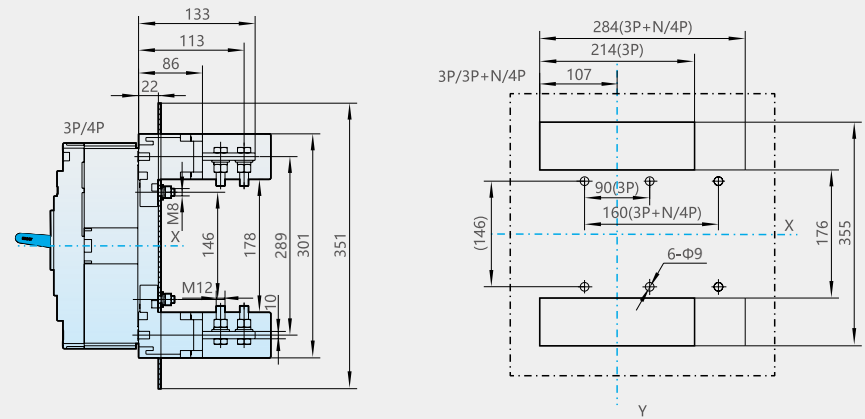 133
113
86
22
3P/4P
M8
X
146
178
289
301
351
M12
10
284(3P+N/4P)
214(3P)
3P/3P+N/4P
107
90(3P)
160(3P+N/4P)
(146)
X
176
355
6-Φ9
Y